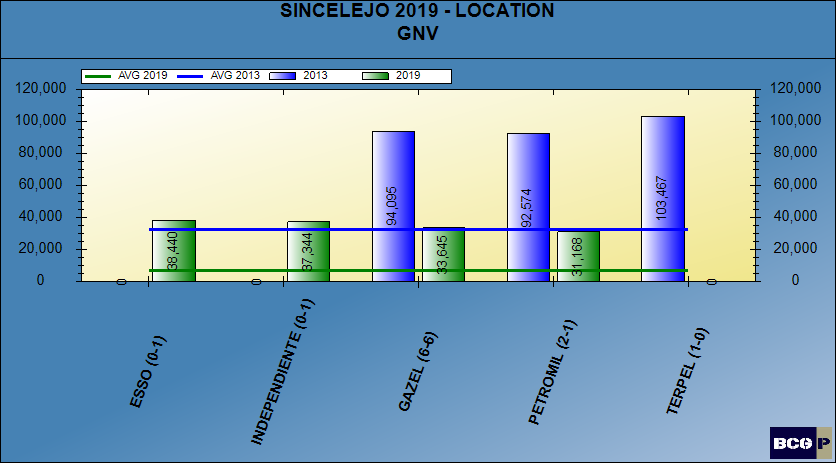 SINCELEJO 2019 - LOCATION
GNV
AVG 2019 AVG 2013 2013 2019
120,000 120,000
100,000 100,000
80,000 80,000
60,000 60,000
40,000 40,000
20,000 20,000
0 0
0 38,440 0 37,344 94,095 33,645 92,574 31,168 103,467 0
ESSO (0-1)
INDEPENDIENTE (0-1)
GAZEL (6-6)
PETROMIL (2-1)
TERPEL (1-0)
BCO P